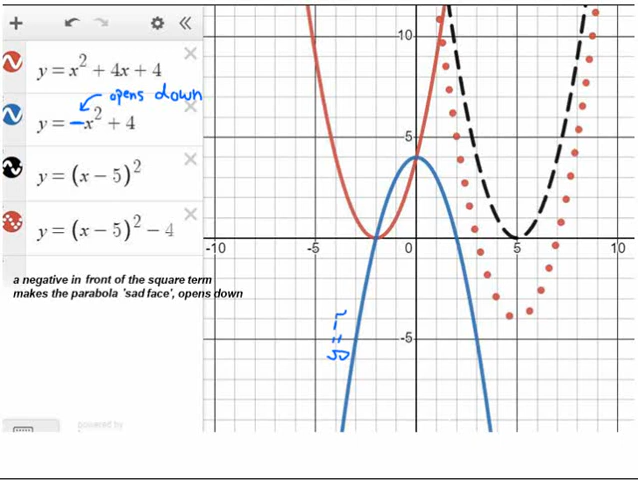 +
y = x² + 4x + 4
opens down
y = −x² + 4
y = (x − 5)²
y = (x − 5)² − 4
a negative in front of the square term
makes the parabola 'sad face', opens down
powered by
10
5
-10
-5
0
5
10
-5
y = -x